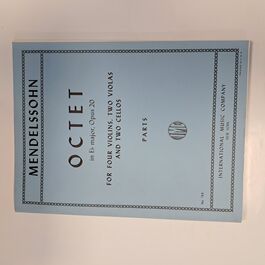 MENDELSSOHN
OCTET
in E♭ major, Opus 20
FOR FOUR VIOLINS, TWO VIOLAS
AND TWO CELLOS
PARTS
IMC
INTERNATIONAL MUSIC COMPANY
NEW YORK